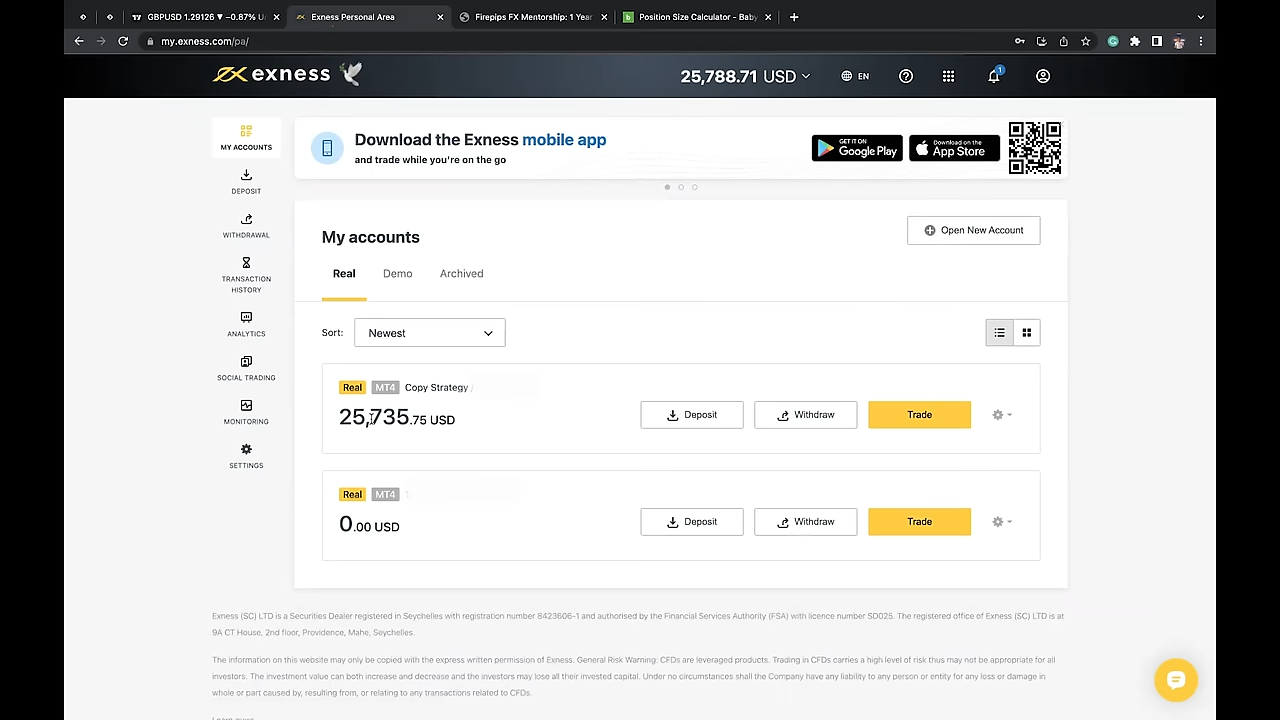 GBPUSD 1.29126 ▼ −0.87% U
Exness Personal Area
Firepips FX Mentorship: 1 Year
b
Position Size Calculator - Baby
my.exness.com/pa/
exness
25,788.71 USD
EN
1
MY ACCOUNTS
DEPOSIT
WITHDRAWAL
TRANSACTION
HISTORY
ANALYTICS
SOCIAL TRADING
MONITORING
SETTINGS
Download the Exness mobile app
and trade while you're on the go
GET IT ON
Google Play
Download on the
App Store
My accounts
Open New Account
Real
Demo
Archived
Sort:
Newest
Real
MT4
Copy Strategy /
25,735.75 USD
Deposit
Withdraw
Trade
Real
MT4
0.00 USD
Deposit
Withdraw
Trade
Exness (SC) LTD is a Securities Dealer registered in Seychelles with registration number 8423606-1 and authorised by the Financial Services Authority (FSA) with licence number SD025. The registered office of Exness (SC) LTD is at
9A CT House, 2nd floor, Providence, Mahe, Seychelles.
The information on this website may only be copied with the express written permission of Exness. General Risk Warning: CFDs are leveraged products. Trading in CFDs carries a high level of risk thus may not be appropriate for all
investors. The investment value can both increase and decrease and the investors may lose all their invested capital. Under no circumstances shall the Company have any liability to any person or entity for any loss or damage in
whole or part caused by, resulting from, or relating to any transactions related to CFDs.
Learn more